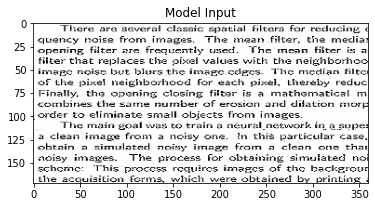 Model Input
There are several classic spatial filters for reducing
quency noise from images. The mean filter, the median
opening filter are frequently used. The mean filter is a
filter that replaces the pixel values with the neighborhoo
image noise but blurs the image edges. The median filter
of the pixel neighborhood for each pixel, thereby reduc
Finally, the opening closing filter is a mathematical m
combines the same number of erosion and dilation morp
order to eliminate small objects from images.
The main goal was to train a neural network in a super
a clean image from a noisy one. In this particular case,
obtain a simulated noisy image from a clean one than
noisy images. The process for obtaining simulated noi
scheme: This process requires images of the backgroun
the acquisition forms, which were obtained by printing a
0
25
50
75
100
125
150
0 50 100 150 200 250 300 350